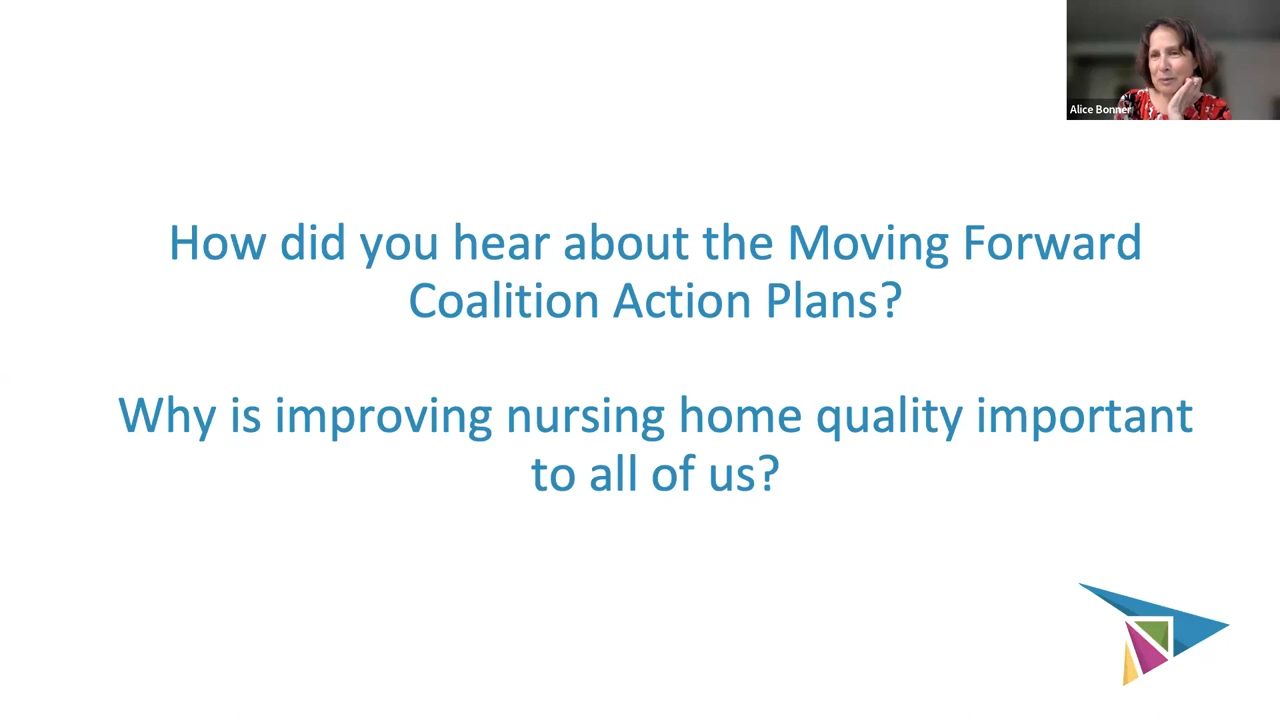 Alice Bonner
How did you hear about the Moving Forward
Coalition Action Plans?
Why is improving nursing home quality important
to all of us?